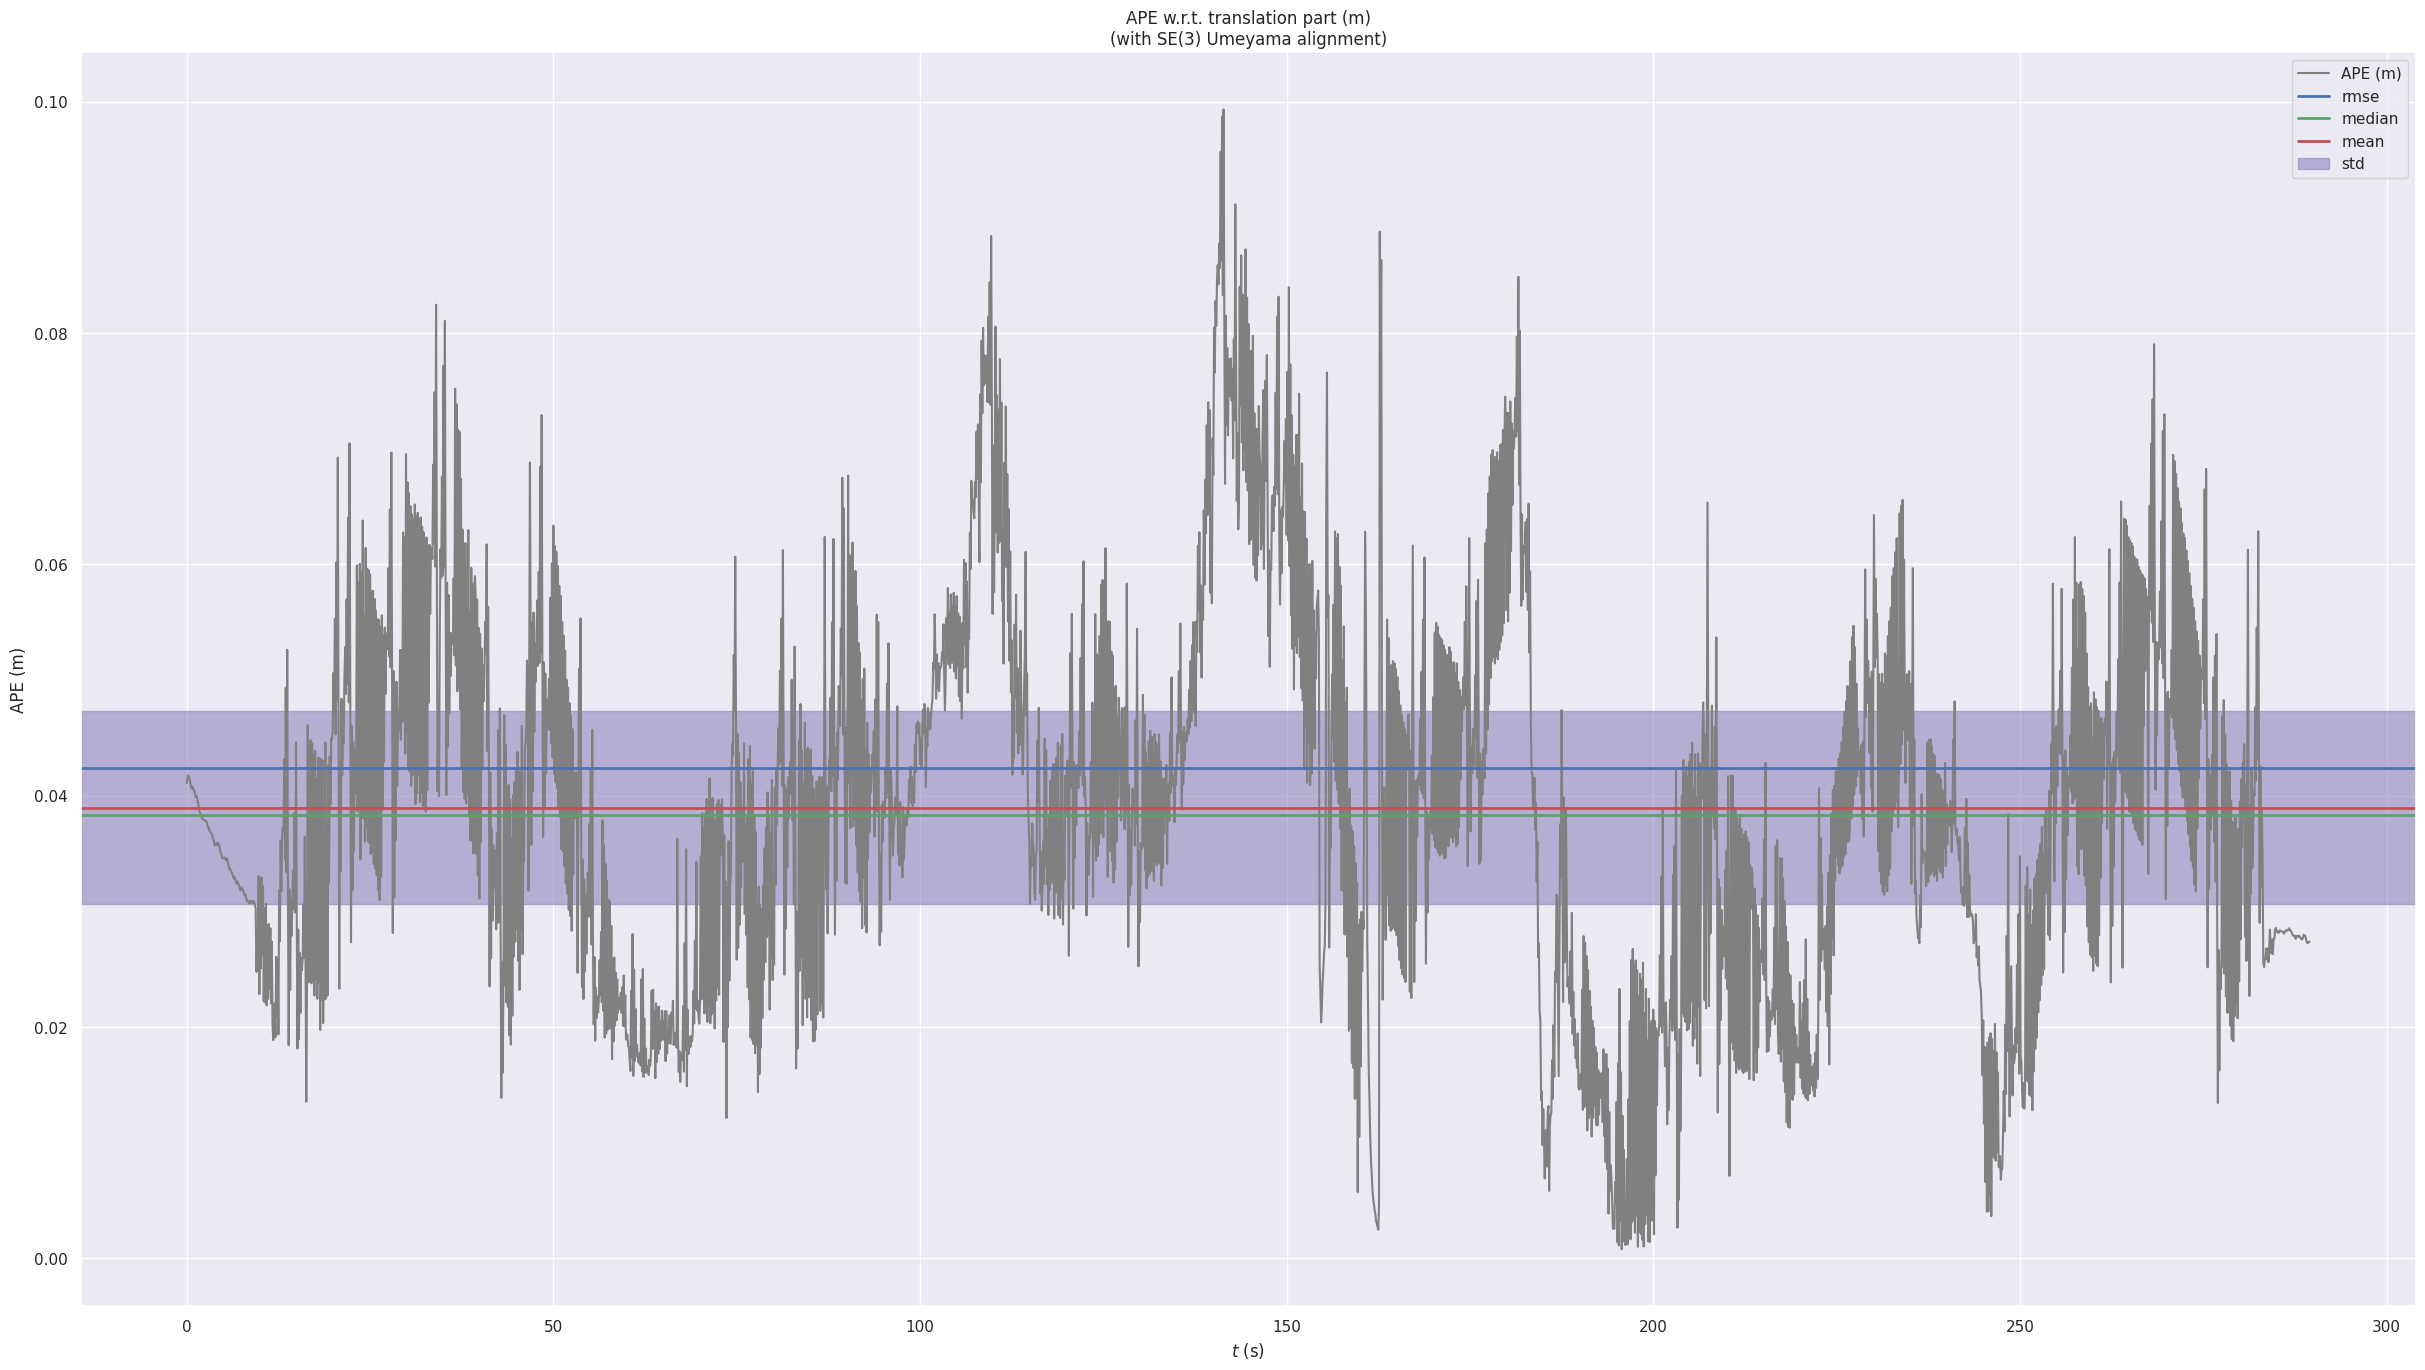 APE w.r.t. translation part (m)
(with SE(3) Umeyama alignment)
APE (m)
rmse
median
mean
std
0.10
0.08
0.06
0.04
0.02
0.00
APE (m)
0
50
100
150
200
250
300
t (s)